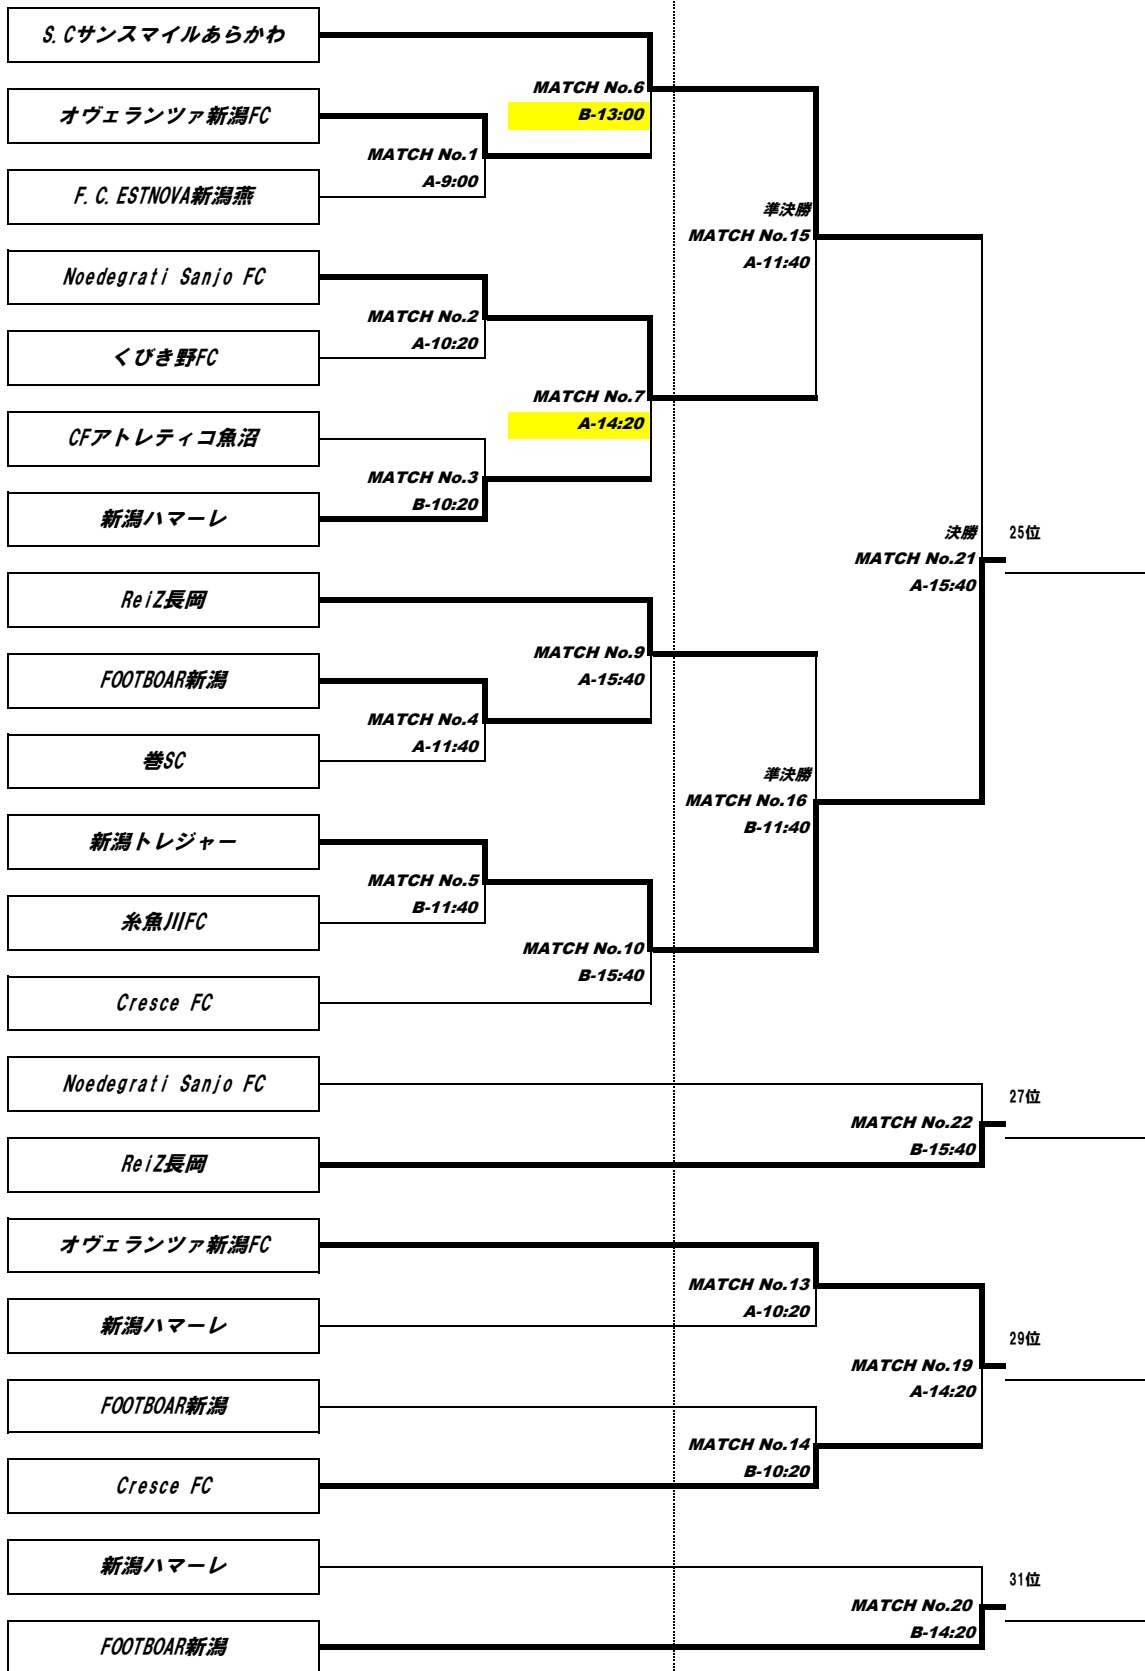 S.Cサンスマイルあらかわ
MATCH No.6
B-13:00
オヴェランツァ新潟FC
MATCH No.1
A-9:00
F.C.ESTNOVA新潟燕
準決勝
MATCH No.15
A-11:40
Noedegrati Sanjo FC
MATCH No.2
A-10:20
くびき野FC
MATCH No.7
A-14:20
CFアトレティコ魚沼
MATCH No.3
B-10:20
新潟ハマーレ
決勝
25位
MATCH No.21
A-15:40
ReiZ長岡
MATCH No.9
A-15:40
FOOTBOAR新潟
MATCH No.4
A-11:40
巻SC
準決勝
MATCH No.16
B-11:40
新潟トレジャー
MATCH No.5
B-11:40
糸魚川FC
MATCH No.10
B-15:40
Cresce FC
Noedegrati Sanjo FC
27位
MATCH No.22
B-15:40
ReiZ長岡
オヴェランツァ新潟FC
MATCH No.13
A-10:20
新潟ハマーレ
29位
MATCH No.19
A-14:20
FOOTBOAR新潟
MATCH No.14
B-10:20
Cresce FC
新潟ハマーレ
31位
MATCH No.20
B-14:20
FOOTBOAR新潟